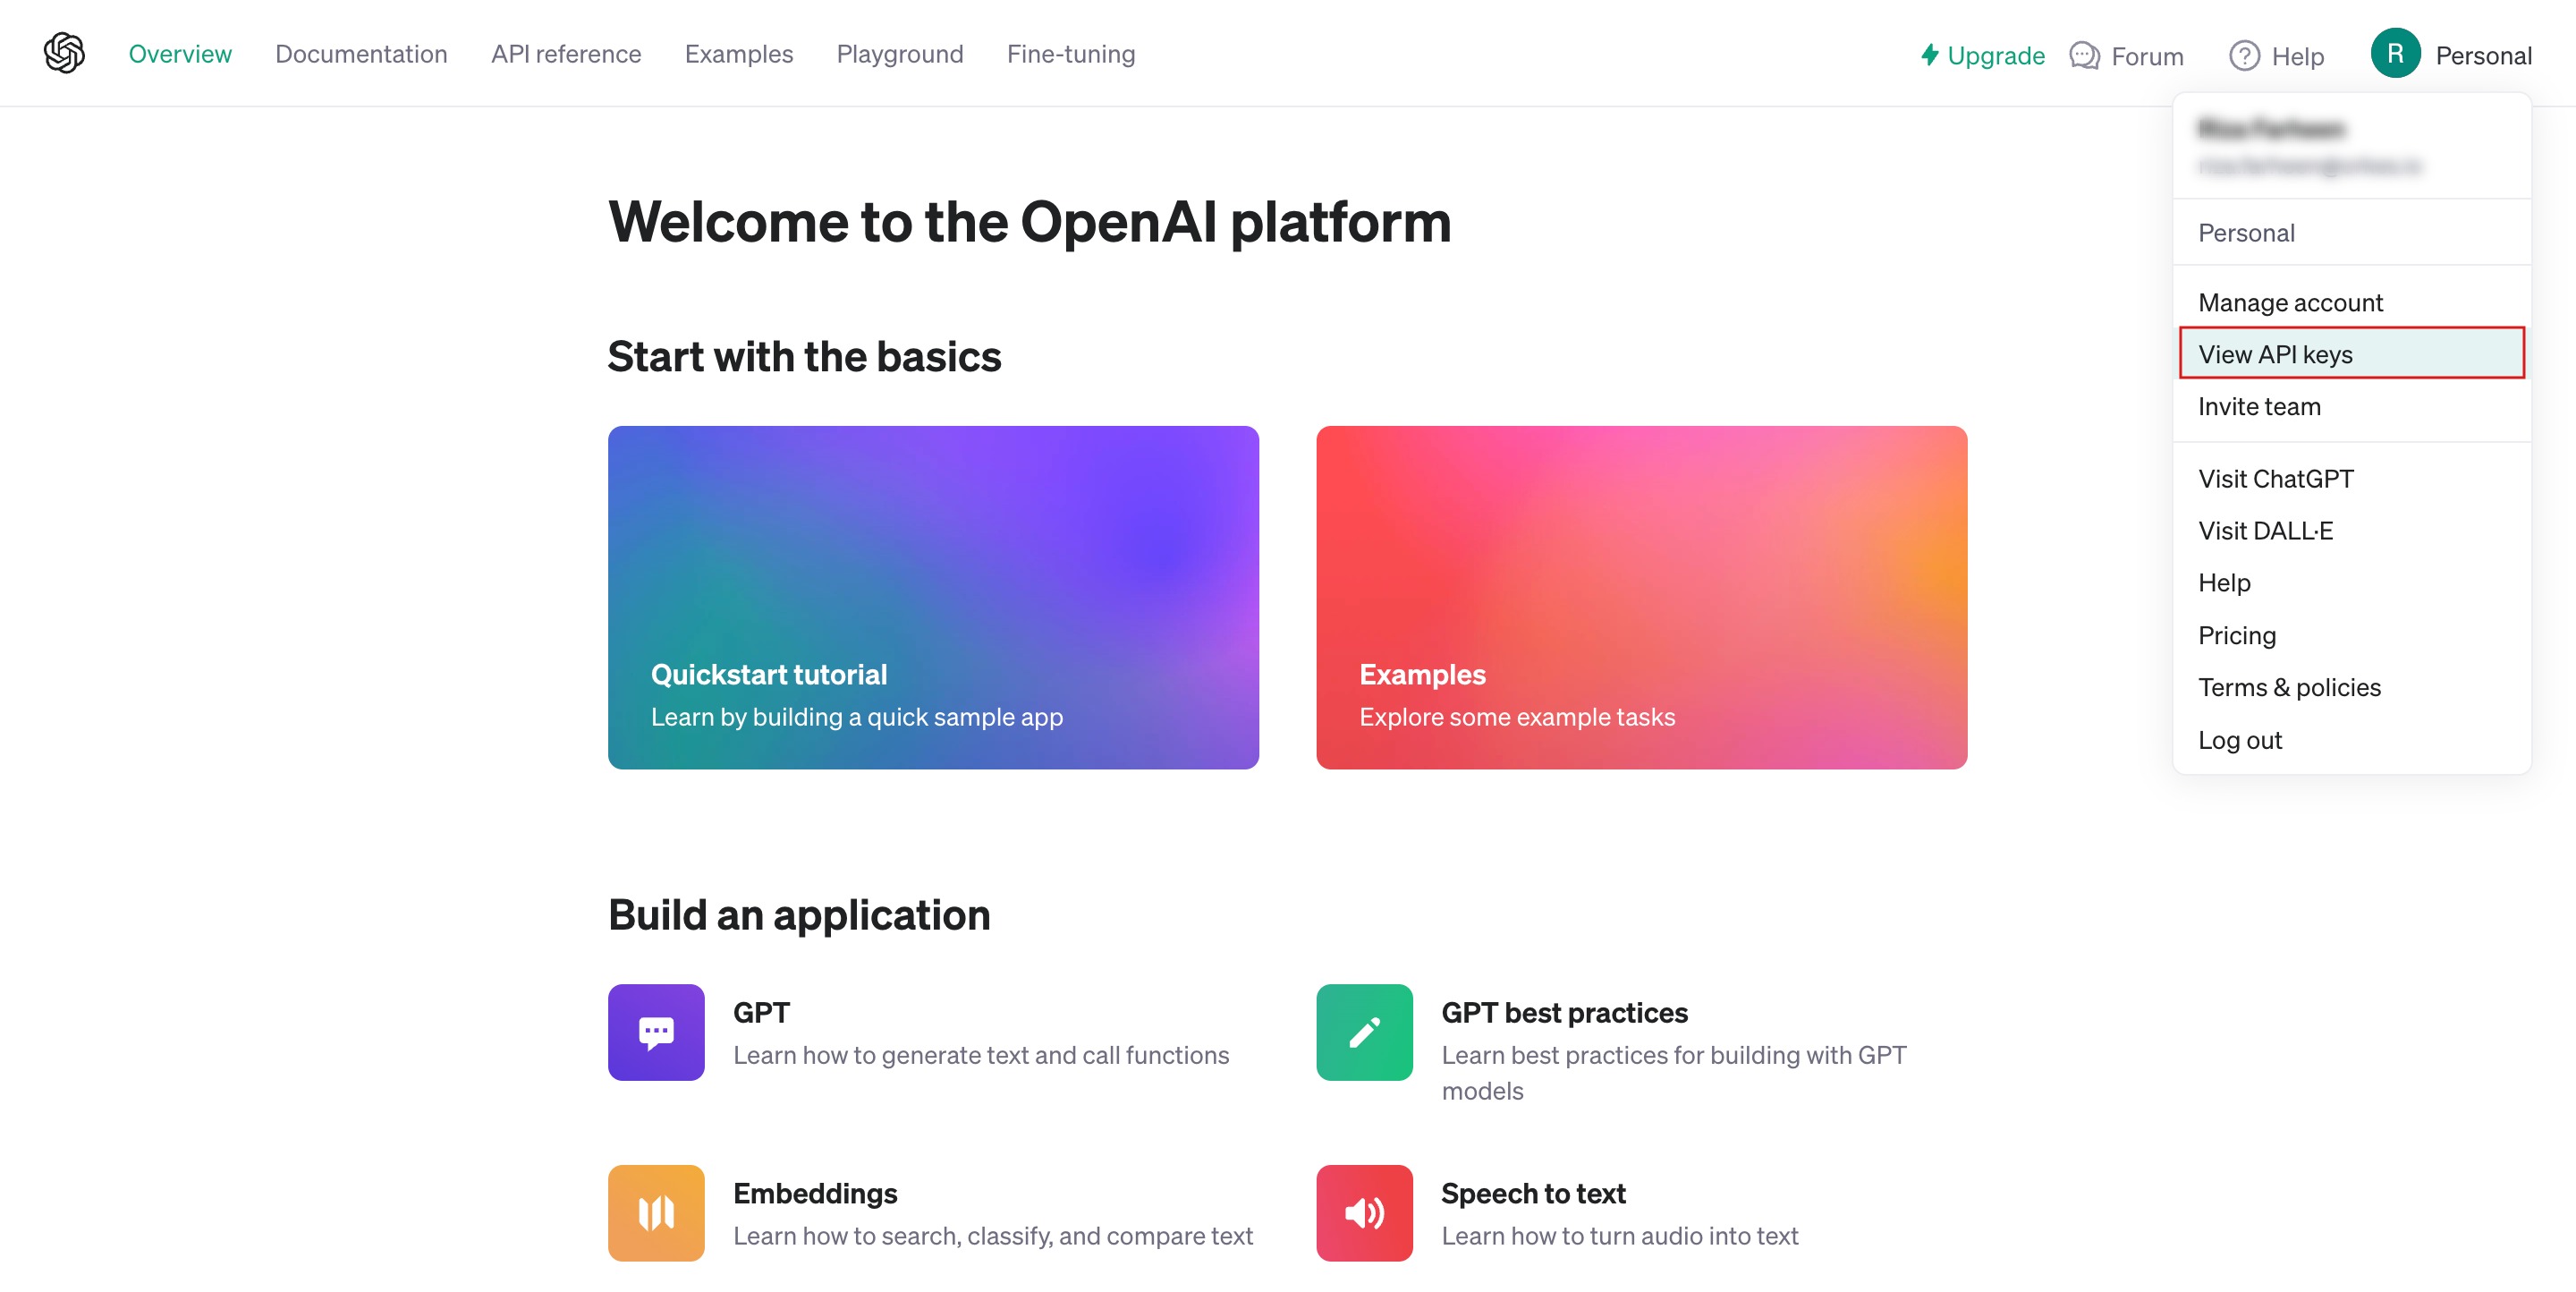 Overview Documentation API reference Examples Playground Fine-tuning Upgrade Forum Help R Personal
Personal
Manage account
View API keys
Invite team
Visit ChatGPT
Visit DALL·E
Help
Pricing
Terms & policies
Log out
Welcome to the OpenAI platform
Start with the basics
Quickstart tutorial
Learn by building a quick sample app
Examples
Explore some example tasks
Build an application
GPT
Learn how to generate text and call functions
GPT best practices
Learn best practices for building with GPT
models
Embeddings
Learn how to search, classify, and compare text
Speech to text
Learn how to turn audio into text